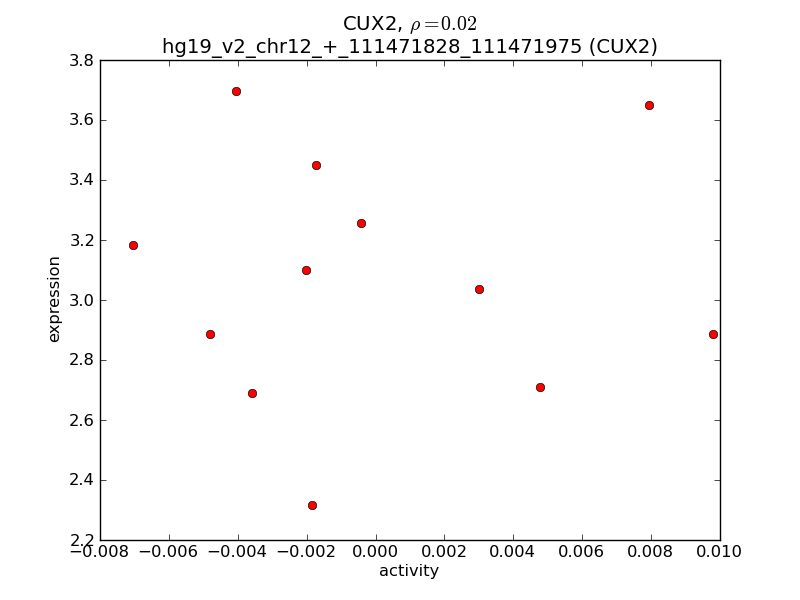 CUX2, ρ=0.02
hg19_v2_chr12_+_111471828_111471975 (CUX2)
3.8
3.6
3.4
3.2
3.0
2.8
2.6
2.4
2.2
expression
−0.008 −0.006 −0.004 −0.002 0.000 0.002 0.004 0.006 0.008 0.010
activity